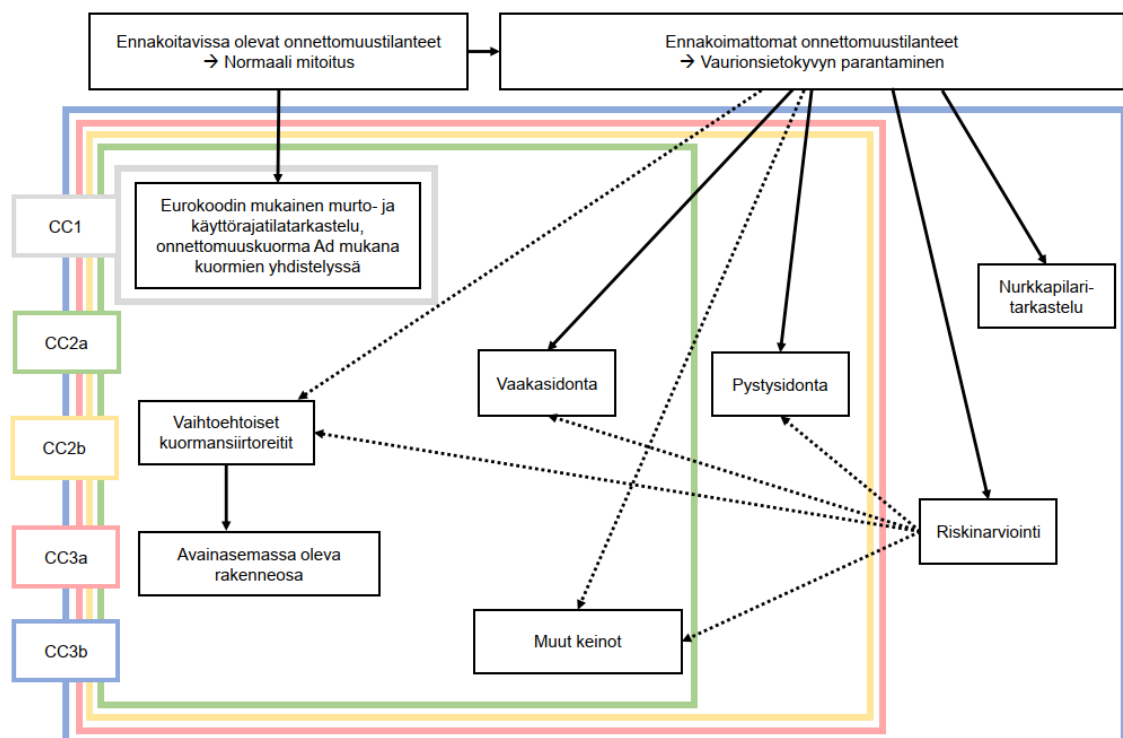 Ennakoitavissa olevat onnettomuustilanteet
→ Normaali mitoitus
Ennakoimattomat onnettomuustilanteet
→ Vaurionsietokyvyn parantaminen
CC1
Eurokoodin mukainen murto- ja
käyttörajatilatarkastelu,
onnettomuuskuorma Ad mukana
kuormien yhdistelyssä
Nurkkapilari-
tarkastelu
CC2a
Vaakasidonta
Pystysidonta
CC2b
Vaihtoehtoiset
kuormansiirtoreitit
CC3a
Avainasemassa oleva
rakenneosa
Riskinarviointi
CC3b
Muut keinot